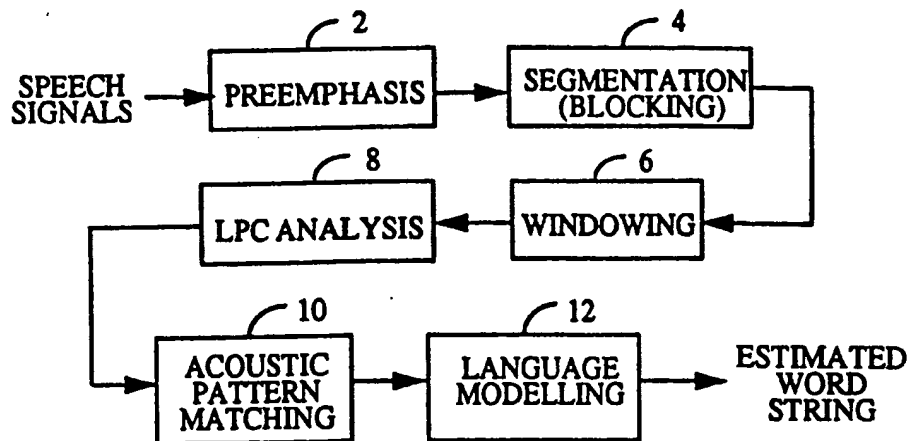 2
4
SPEECH
SIGNALS
PREEMPHASIS
SEGMENTATION
(BLOCKING)
8
6
LPC ANALYSIS
WINDOWING
10
12
ACOUSTIC
PATTERN
MATCHING
LANGUAGE
MODELLING
ESTIMATED
WORD
STRING